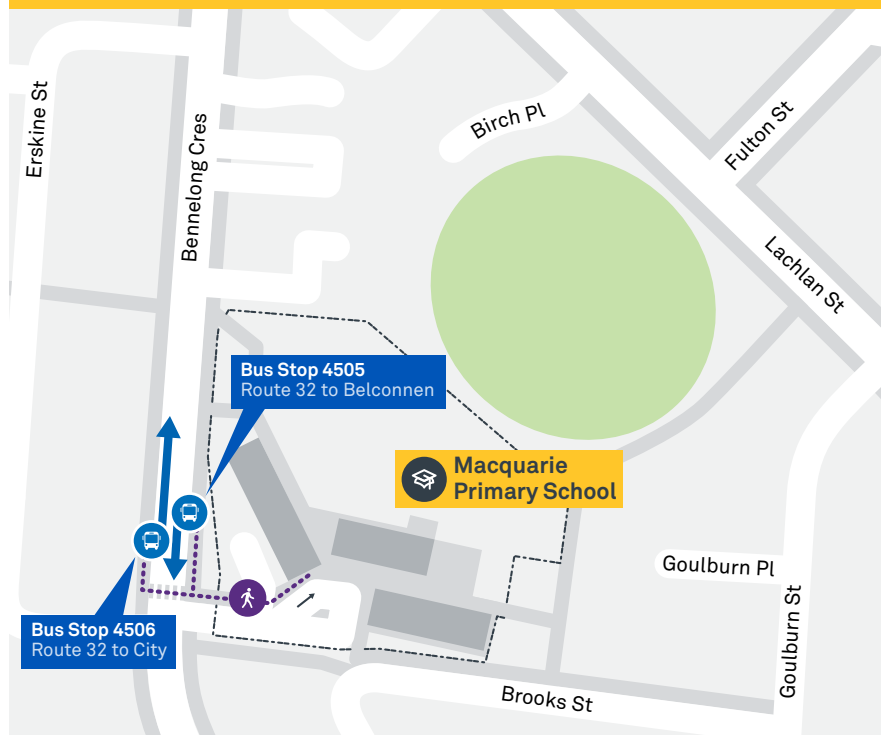 Erskine St
Bennelong Cres
Birch Pl
Fulton St
Lachlan St
Bus Stop 4505
Route 32 to Belconnen
Macquarie
Primary School
Goulburn Pl
Goulburn St
Bus Stop 4506
Route 32 to City
Brooks St